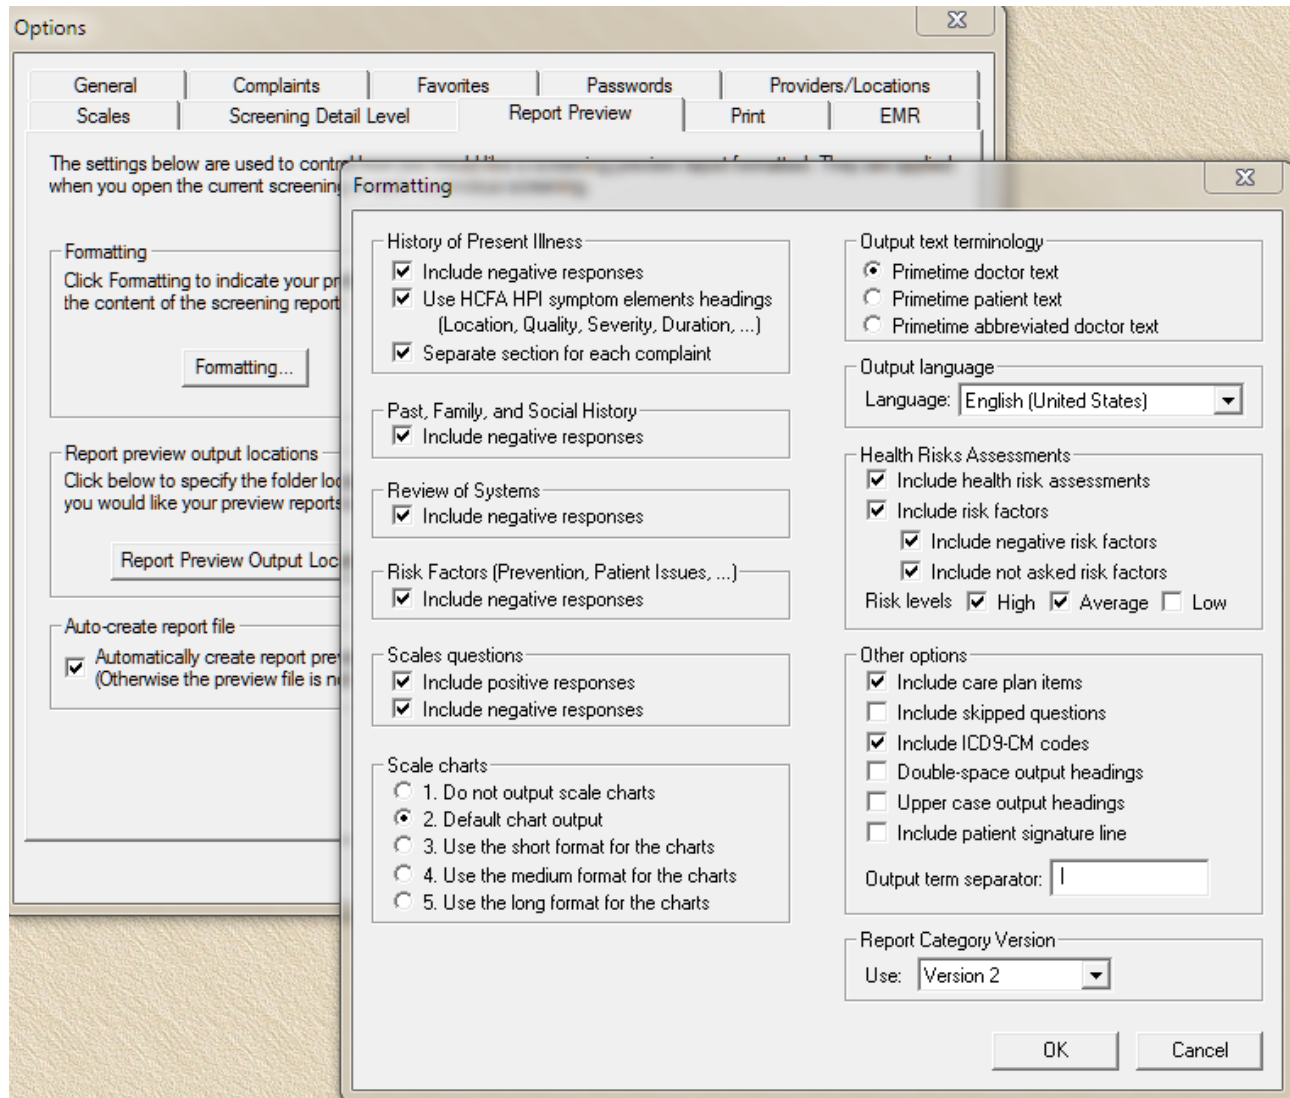 Options
General Complaints Favorites Passwords Providers/Locations
Scales Screening Detail Level Report Preview Print EMR
The settings below are used to control
when you open the current screening
Formatting
Click Formatting to indicate your
the content of the screening report
Formatting...
Report preview output locations
Click below to specify the folder
you would like your preview reports
Report Preview Output
Auto-create report file
Automatically create report
(Otherwise the preview file is
Formatting
History of Present Illness
Include negative responses
Use HCFA HPI symptom elements headings
(Location, Quality, Severity, Duration, ...)
Separate section for each complaint
Past, Family, and Social History
Include negative responses
Review of Systems
Include negative responses
Risk Factors (Prevention, Patient Issues, ...)
Include negative responses
Scales questions
Include positive responses
Include negative responses
Scale charts
1. Do not output scale charts
2. Default chart output
3. Use the short format for the charts
4. Use the medium format for the charts
5. Use the long format for the charts
Output text terminology
Primetime doctor text
Primetime patient text
Primetime abbreviated doctor text
Output language
Language: English (United States)
Health Risks Assessments
Include health risk assessments
Include risk factors
Include negative risk factors
Include not asked risk factors
Risk levels High Average Low
Other options
Include care plan items
Include skipped questions
Include ICD9-CM codes
Double-space output headings
Upper case output headings
Include patient signature line
Output term separator: |
Report Category Version
Use: Version 2
OK Cancel